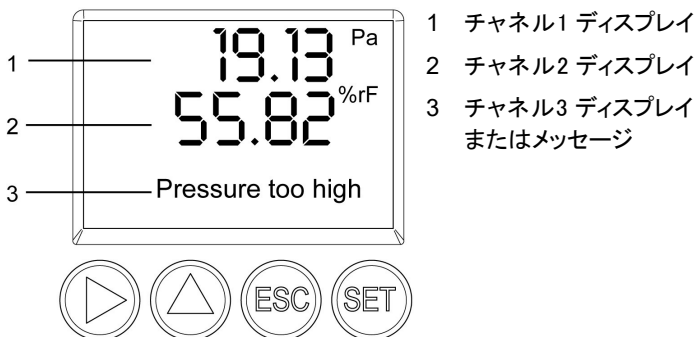 19.13 Pa
55.82 %rF
Pressure too high
1
2
3
ESC SET
1 チャネル1 ディスプレイ
2 チャネル2 ディスプレイ
3 チャネル3 ディスプレイ
またはメッセージ